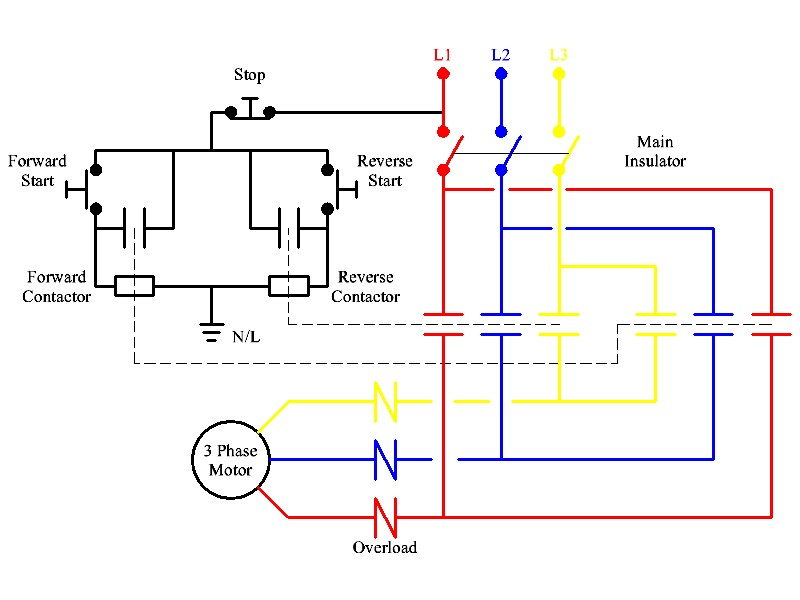 L1
L2
L3
Stop
Main
Insulator
Forward
Start
Reverse
Start
Forward
Contactor
Reverse
Contactor
N/L
3 Phase
Motor
Overload